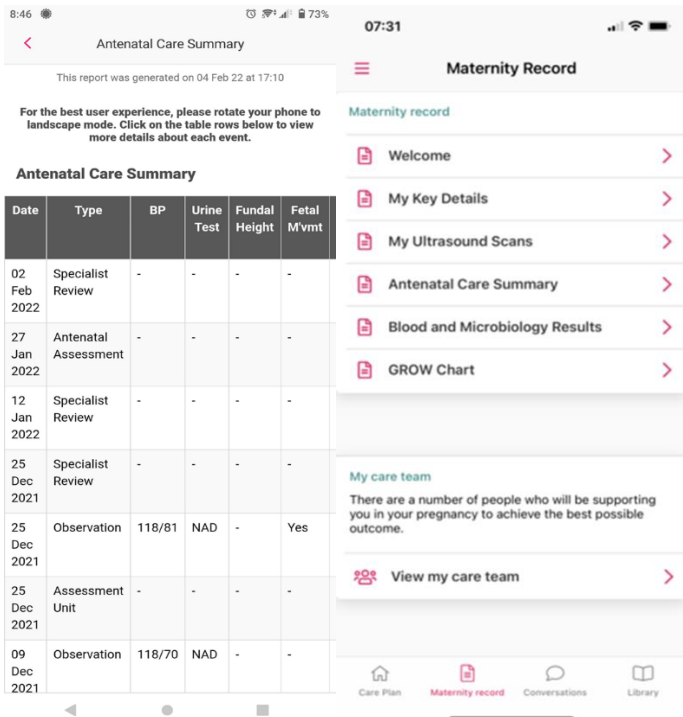 8:46 73%
Antenatal Care Summary
This report was generated on 04 Feb 22 at 17:10
For the best user experience, please rotate your phone to
landscape mode. Click on the table rows below to view
more details about each event.
Antenatal Care Summary
Date Type BP Urine Test Fundal Height Fetal M'vmt
02 Feb 2022 Specialist Review - - - -
27 Jan 2022 Antenatal Assessment - - - -
12 Jan 2022 Specialist Review - - - -
25 Dec 2021 Specialist Review - - - -
25 Dec 2021 Observation 118/81 NAD - Yes
25 Dec 2021 Assessment Unit - - - -
09 Dec 2021 Observation 118/70 NAD - -
07:31
Maternity Record
Maternity record
Welcome
My Key Details
My Ultrasound Scans
Antenatal Care Summary
Blood and Microbiology Results
GROW Chart
My care team
There are a number of people who will be supporting
you in your pregnancy to achieve the best possible
outcome.
View my care team
Care Plan Maternity record Conversations Library